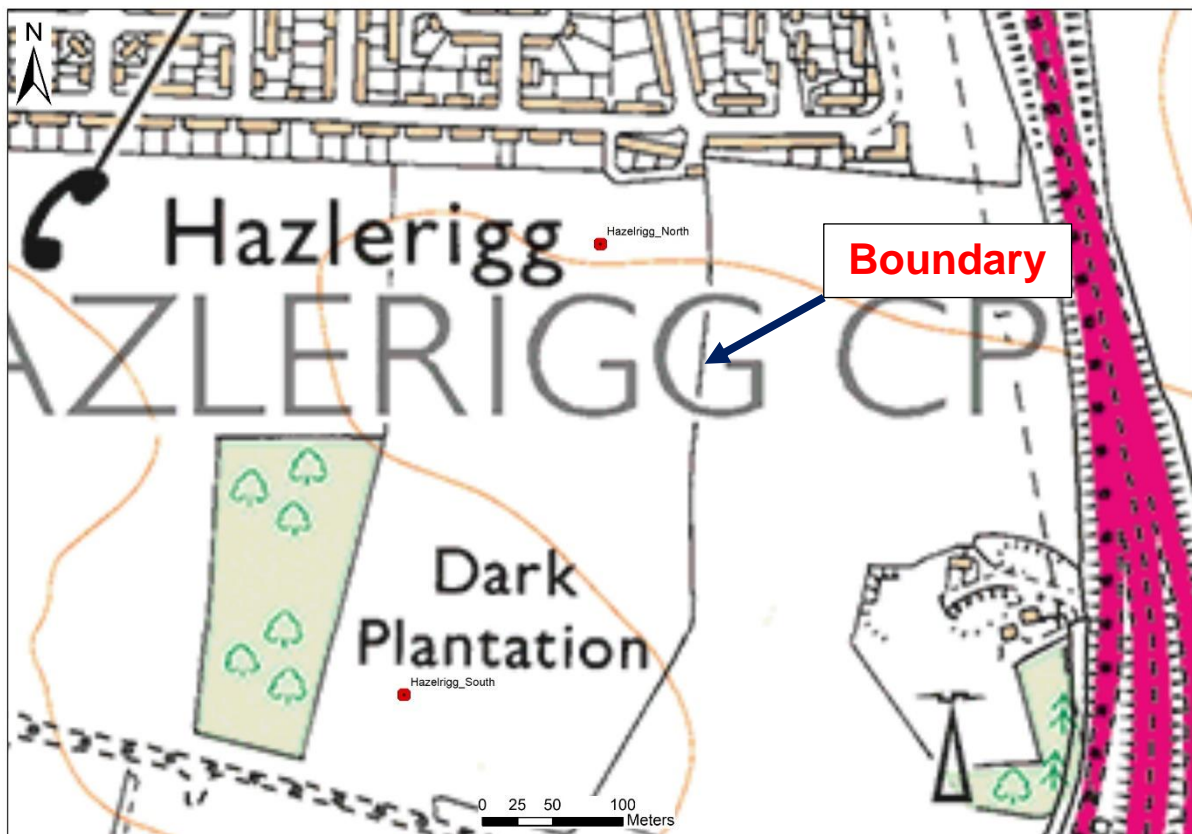 N
Hazlerigg
Hazelrigg_North
Boundary
AZLERIGG CP
Dark
Plantation
Hazelrigg_South
0 25 50 100
Meters